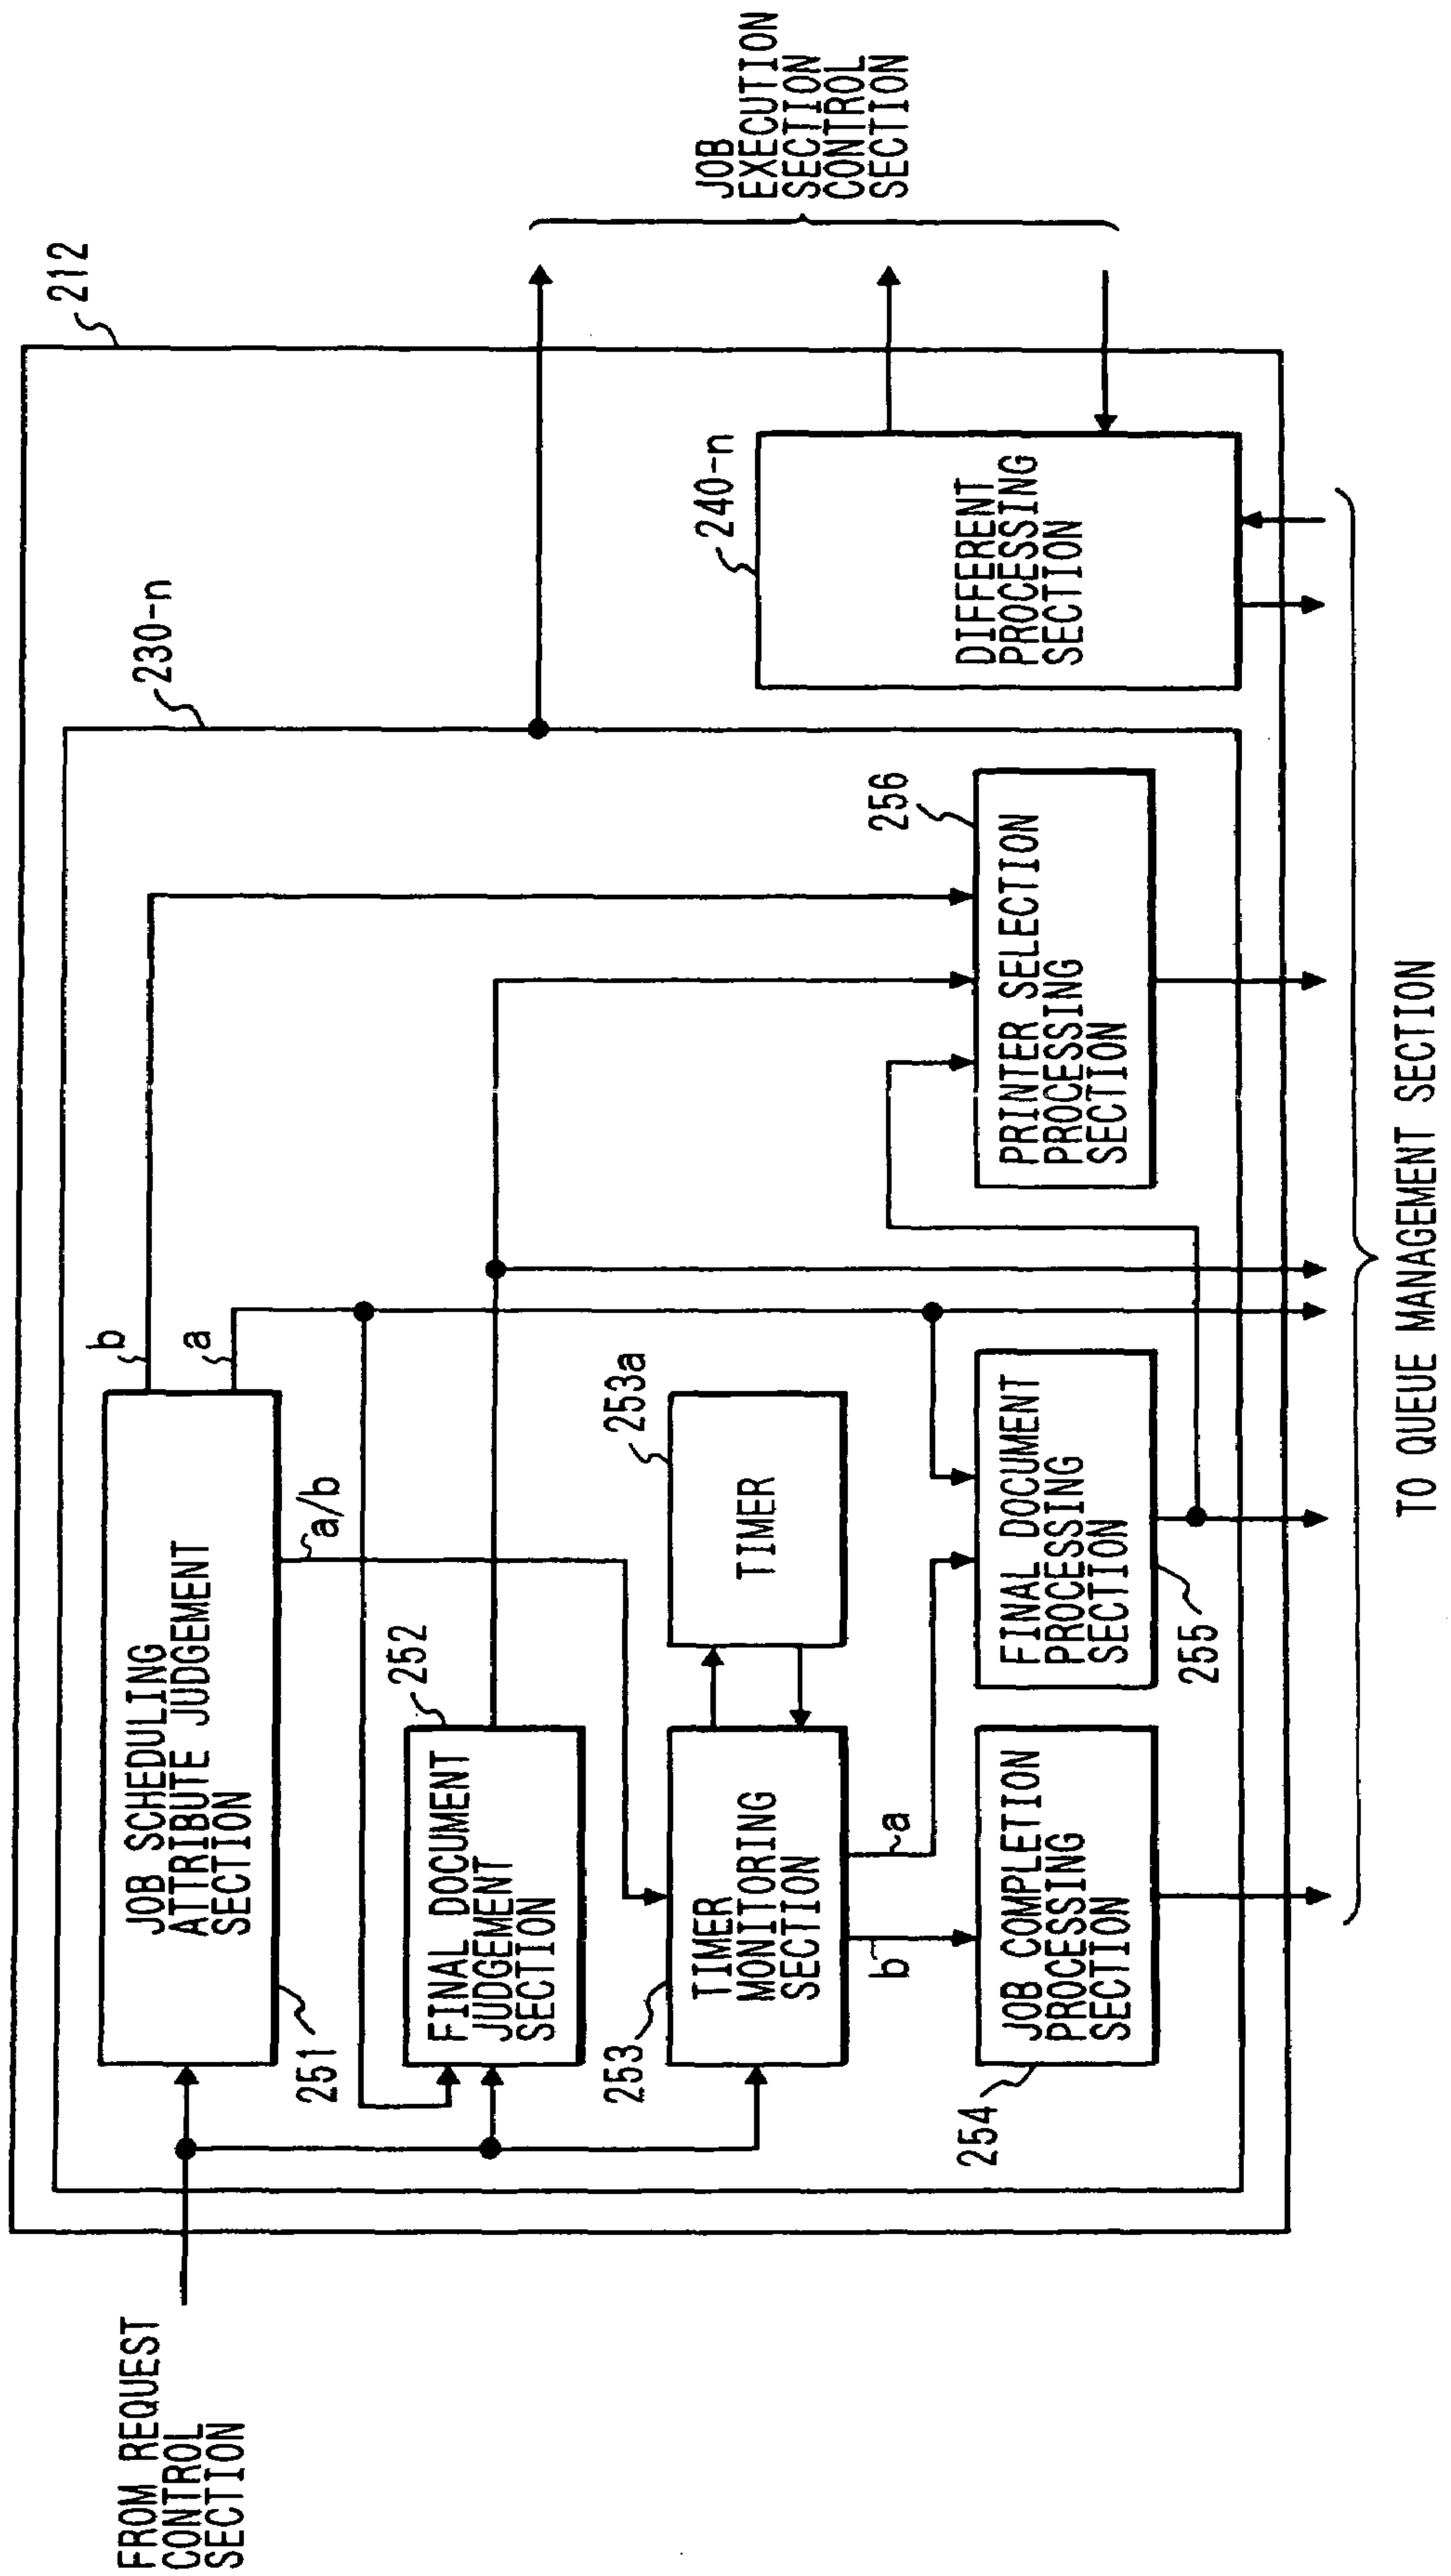 FROM REQUEST
CONTROL
SECTION
212
230-n
JOB SCHEDULING
ATTRIBUTE JUDGEMENT
SECTION
251
b
a
a/b
FINAL DOCUMENT
JUDGEMENT
SECTION
252
TIMER
MONITORING
SECTION
253
TIMER
253a
a
b
JOB COMPLETION
PROCESSING
SECTION
254
FINAL DOCUMENT
PROCESSING
SECTION
255
PRINTER SELECTION
PROCESSING
SECTION
256
DIFFERENT
PROCESSING
SECTION
240-n
JOB
EXECUTION
SECTION
CONTROL
SECTION
TO QUEUE MANAGEMENT SECTION